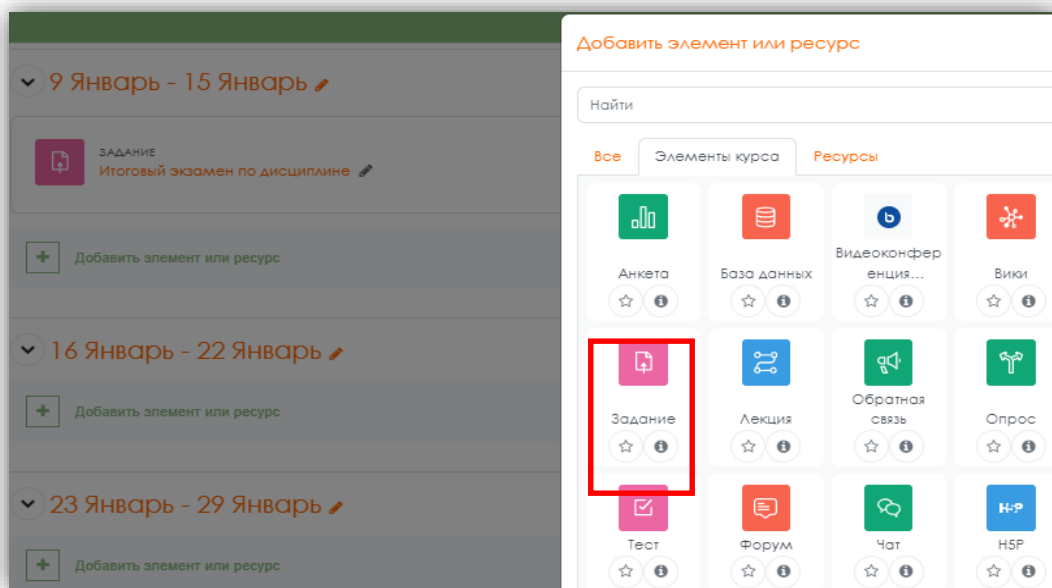 9 Январь - 15 Январь
ЗАДАНИЕ
Итоговый экзамен по дисциплине
Добавить элемент или ресурс
16 Январь - 22 Январь
Добавить элемент или ресурс
23 Январь - 29 Январь
Добавить элемент или ресурс
Добавить элемент или ресурс
Найти
Все Элементы курса Ресурсы
Анкета База данных Видеоконфер
енция... Вики
Задание Лекция Обратная
связь Опрос
Тест Форум Чат H5P